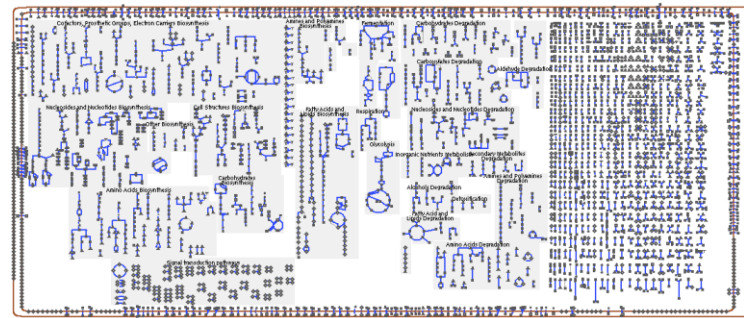 Cofactors, Prosthetic Groups, Electron Carriers Biosynthesis
Amines and Polyamines
Biosynthesis
Fermentation
Carbohydrates Degradation
Carboxylates Degradation
Aldehyde Degradation
Nucleosides and Nucleotides Biosynthesis
Cell Structures Biosynthesis
Fatty Acids and
Lipids Biosynthesis
Respiration
Nucleosides and Nucleotides Degradation
Other Biosynthesis
Glycolysis
Inorganic Nutrients Metabolism
Secondary Metabolites
Degradation
Amino Acids Biosynthesis
Carbohydrates
Biosynthesis
Alcohols Degradation
Amines and Polyamines
Degradation
Detoxification
Fatty Acid and
Lipids Degradation
Amino Acids Degradation
Signal transduction pathways